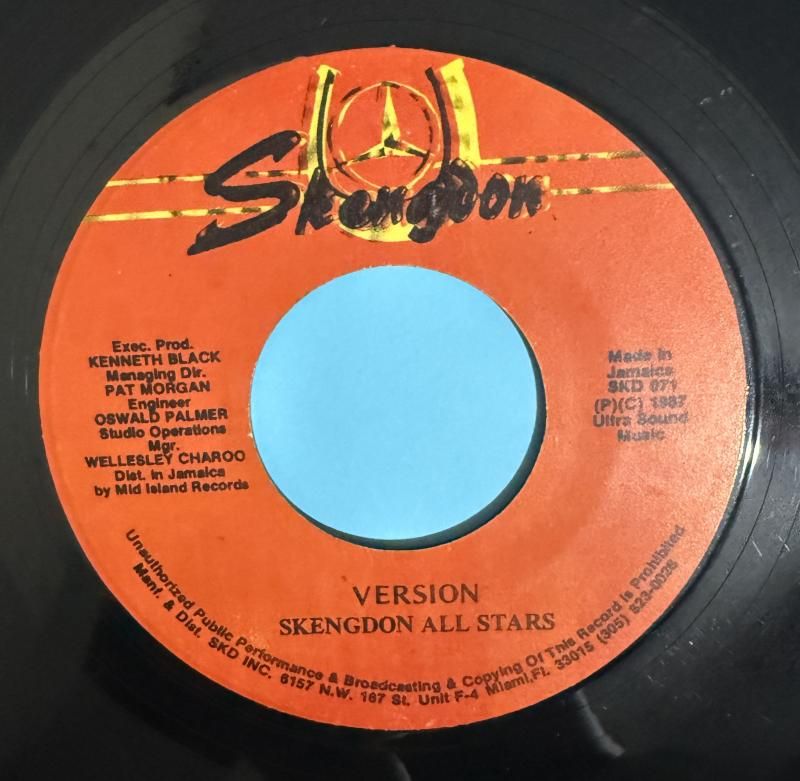 Skengdon
Exec. Prod.
KENNETH BLACK
Managing Dir.
PAT MORGAN
Engineer
OSWALD PALMER
Studio Operations
Mgr.
WELLESLEY CHAROO
Dist. in Jamaica
by Mid Island Records
Made in
Jamaica
SKD 071
(P)(C) 1987
Ultra Sound
Music
VERSION
SKENGDON ALL STARS
Unauthorized Public Performance & Broadcasting & Copying Of This Record is Prohibited
Manf. & Dist. SKD INC. 6157 N.W. 167 St. Unit F-4 Miami, Fl. 33015 (305) 823-0028